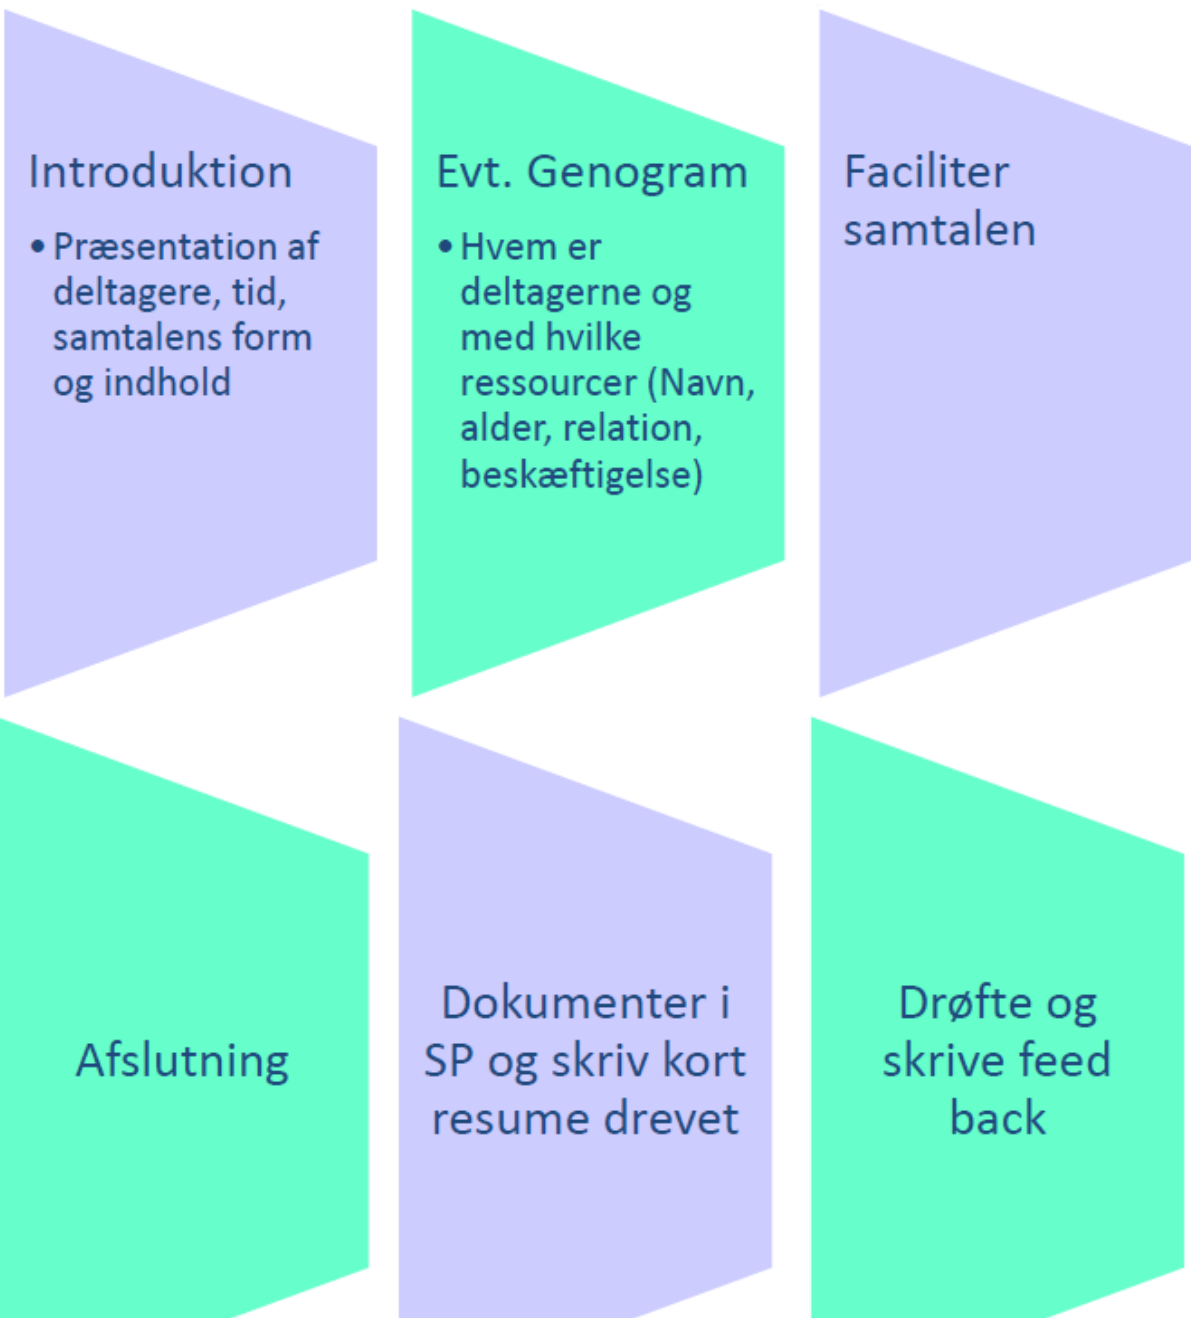 Introduktion
• Præsentation af
deltagere, tid,
samtalens form
og indhold
Evt. Genogram
• Hvem er
deltagerne og
med hvilke
ressourcer (Navn,
alder, relation,
beskæftigelse)
Faciliter
samtalen
Afslutning
Dokumenter i
SP og skriv kort
resume drevet
Drøfte og
skrive feed
back